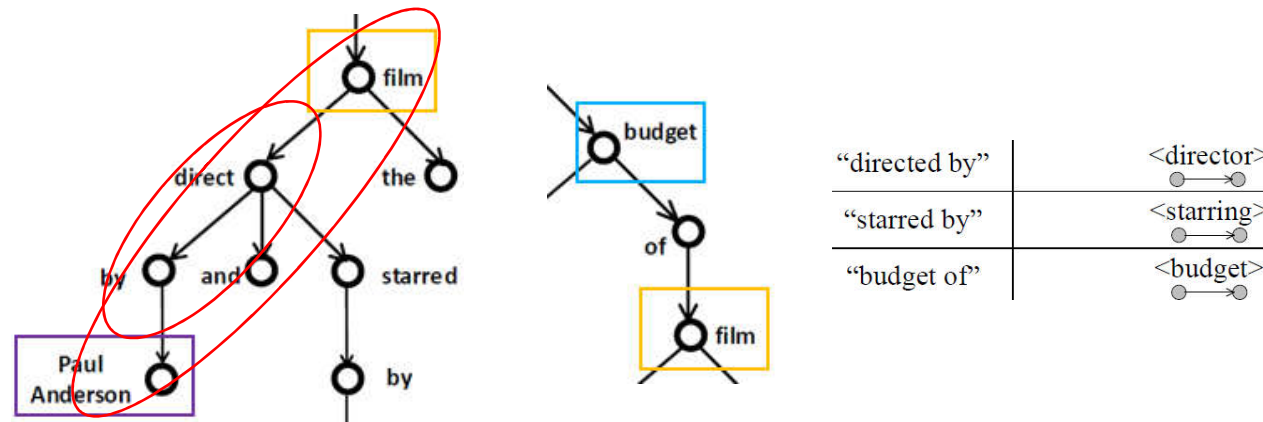 film
direct
the
by
and
starred
Paul
Anderson
by
budget
of
film
“directed by” <director>
“starred by” <starring>
“budget of” <budget>